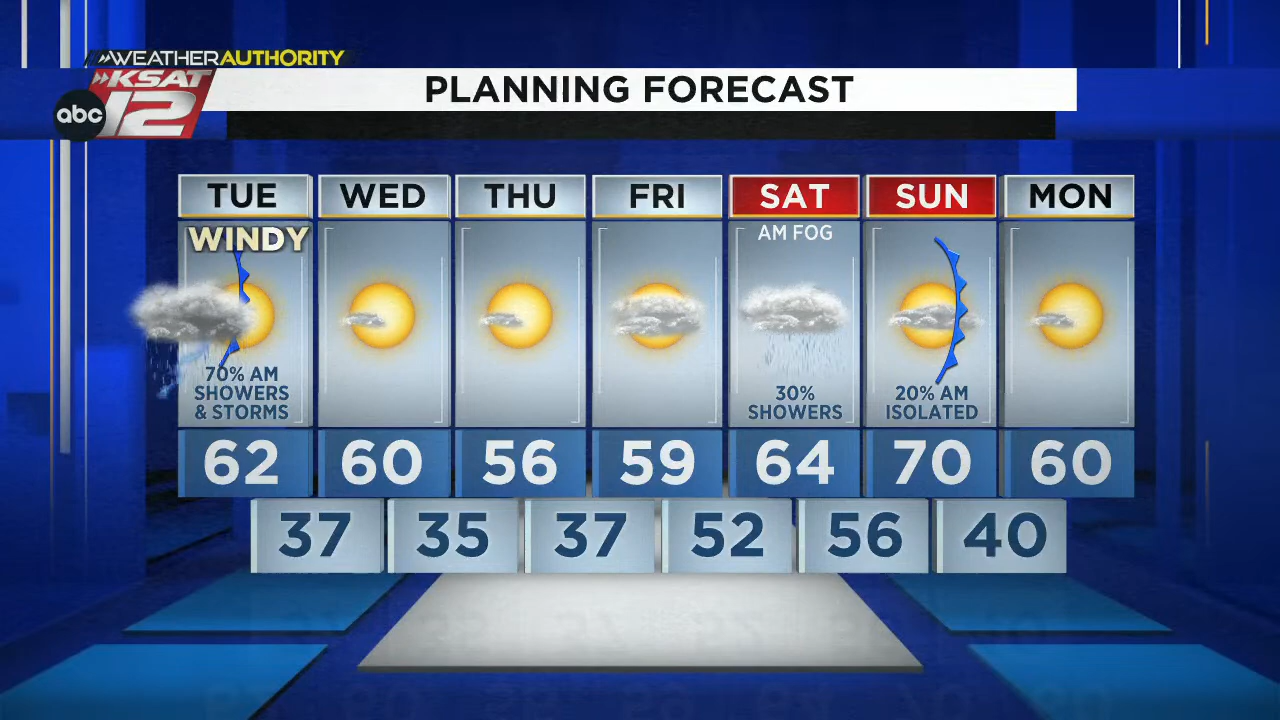 WEATHERAUTHORITY
KSAT
abc 12
PLANNING FORECAST
TUE WED THU FRI SAT SUN MON
WINDY
AM FOG
70% AM
SHOWERS
& STORMS
30%
SHOWERS
20% AM
ISOLATED
62 60 56 59 64 70 60
37 35 37 52 56 40